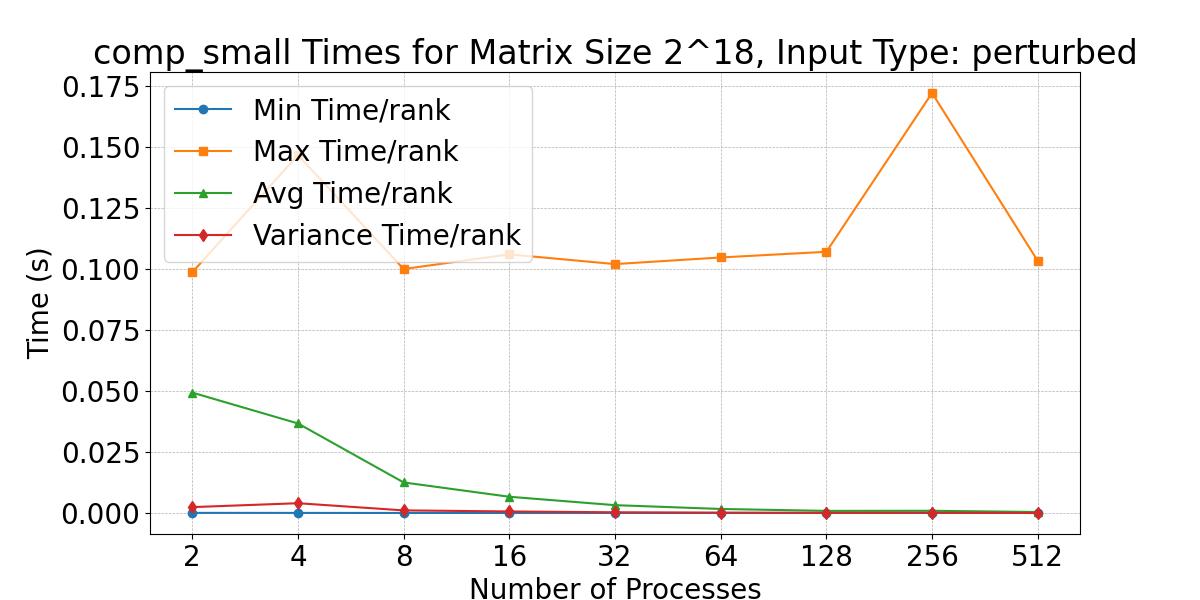 comp_small Times for Matrix Size 2^18, Input Type: perturbed
Min Time/rank
Max Time/rank
Avg Time/rank
Variance Time/rank
Time (s)
0.175
0.150
0.125
0.100
0.075
0.050
0.025
0.000
2 4 8 16 32 64 128 256 512
Number of Processes